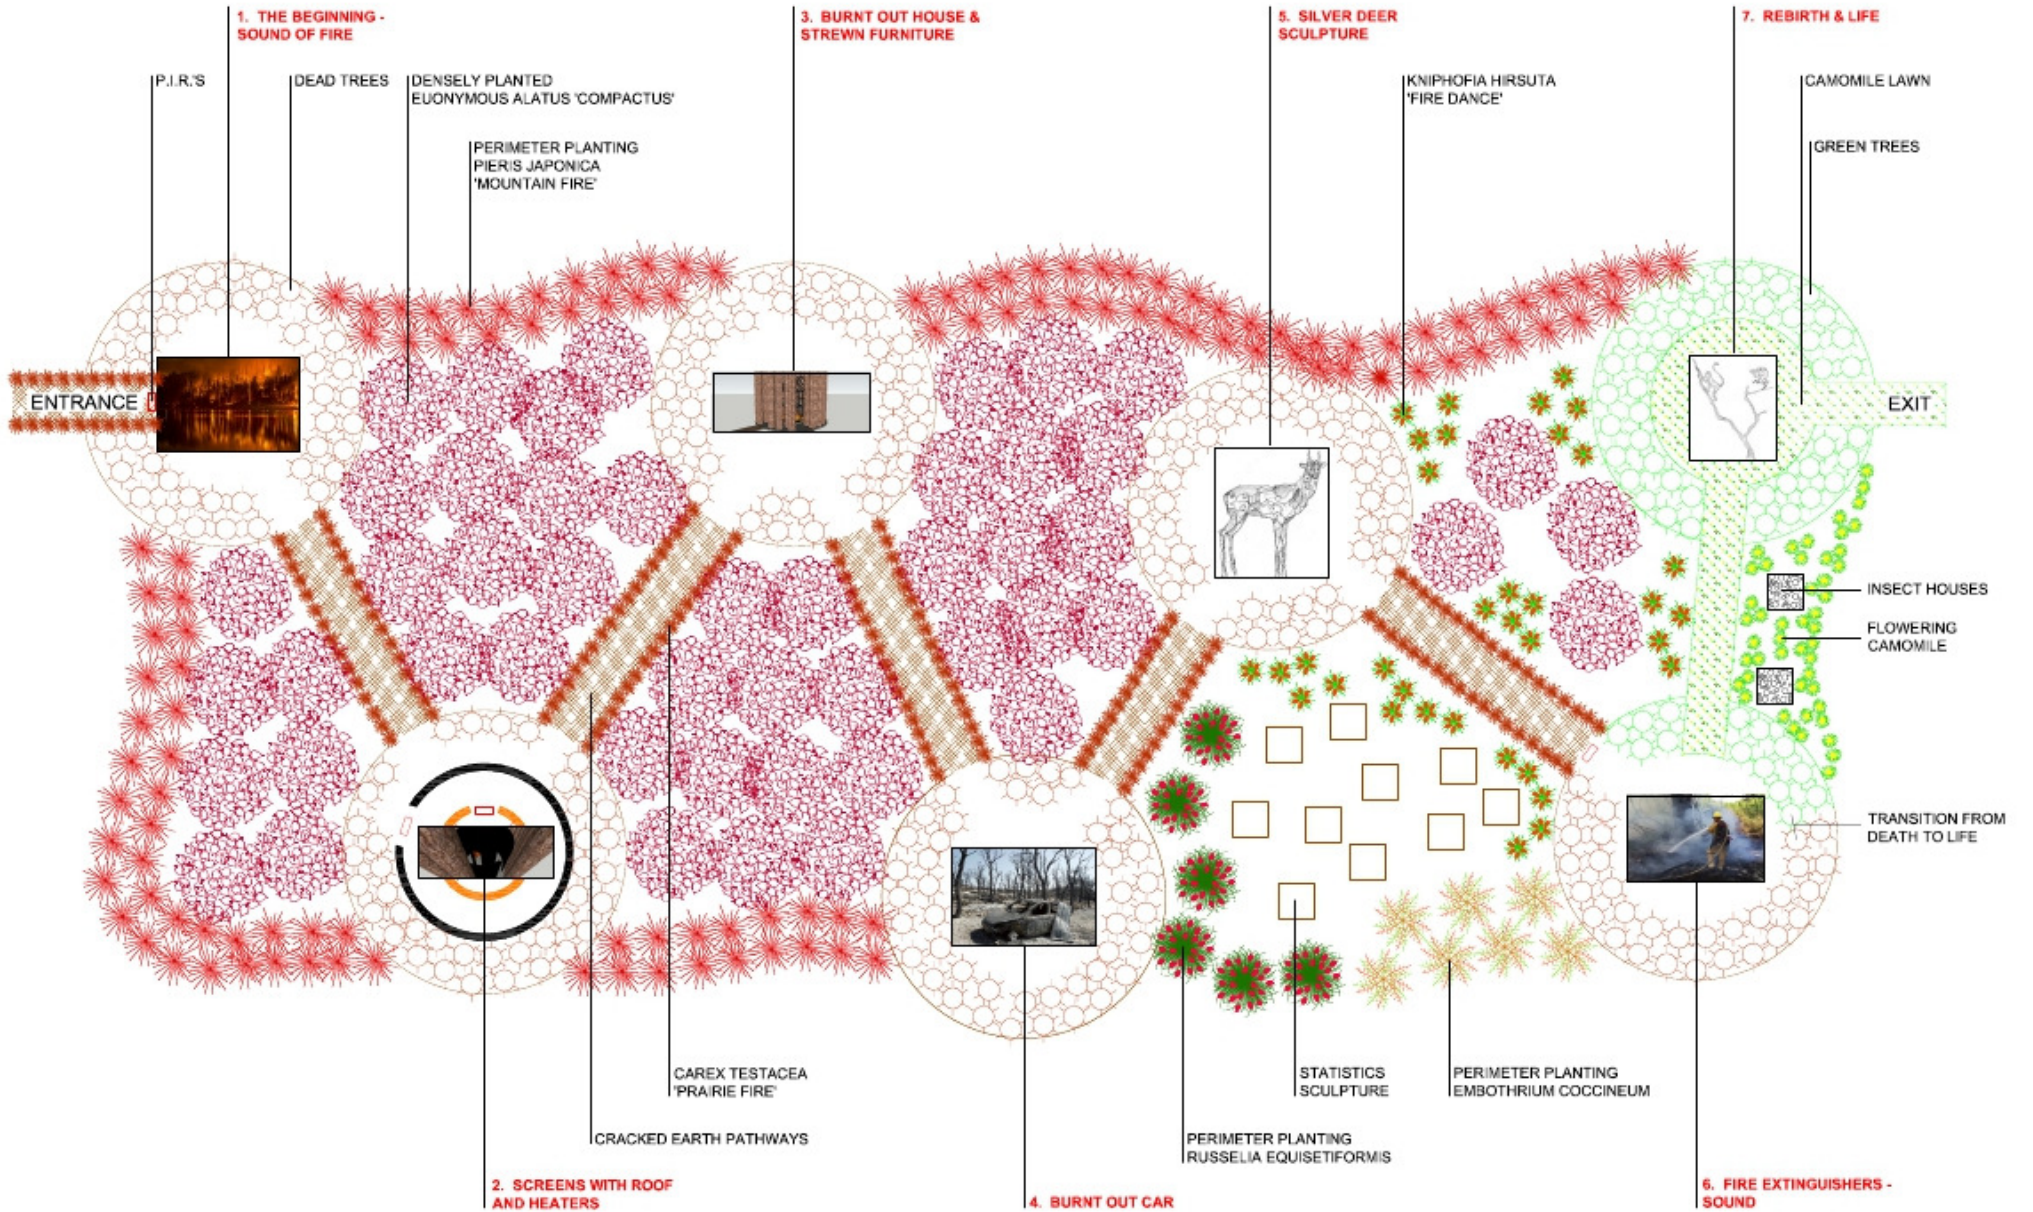 1. THE BEGINNING -
SOUND OF FIRE
3. BURNT OUT HOUSE &
STREWN FURNITURE
5. SILVER DEER
SCULPTURE
7. REBIRTH & LIFE
P.I.R.'S
DEAD TREES
DENSELY PLANTED
EUONYMOUS ALATUS 'COMPACTUS'
KNIPHOFIA HIRSUTA
'FIRE DANCE'
CAMOMILE LAWN
PERIMETER PLANTING
PIERIS JAPONICA
'MOUNTAIN FIRE'
GREEN TREES
ENTRANCE
EXIT
INSECT HOUSES
FLOWERING
CAMOMILE
TRANSITION FROM
DEATH TO LIFE
CAREX TESTACEA
'PRAIRIE FIRE'
STATISTICS
SCULPTURE
PERIMETER PLANTING
EMBOTHRIUM COCCINEUM
CRACKED EARTH PATHWAYS
PERIMETER PLANTING
RUSSELIA EQUISETIFORMIS
2. SCREENS WITH ROOF
AND HEATERS
4. BURNT OUT CAR
6. FIRE EXTINGUISHERS -
SOUND